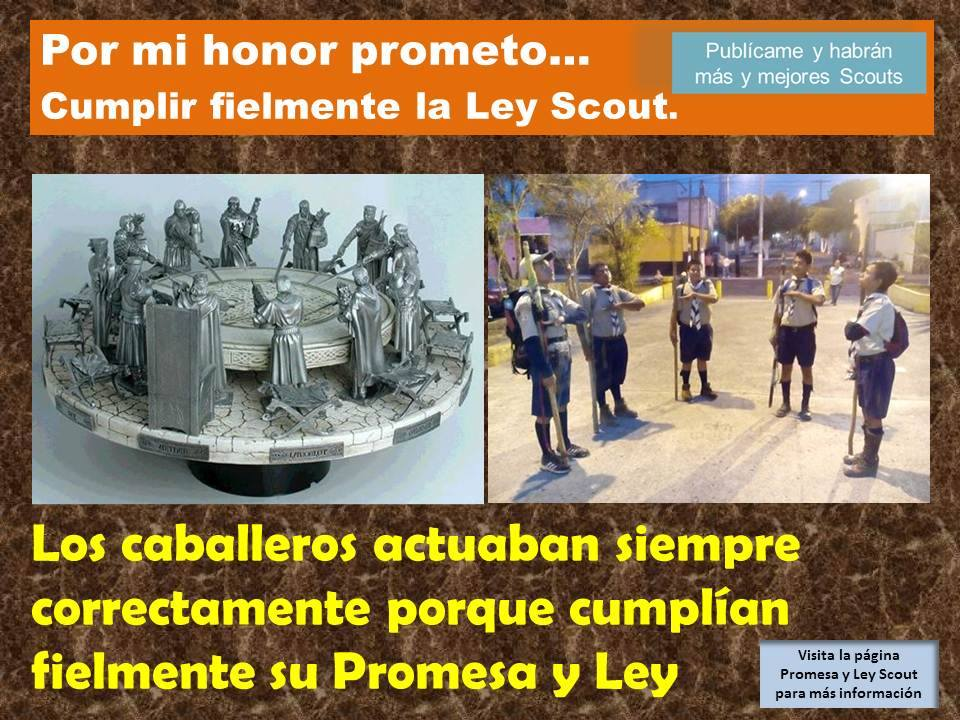 Por mi honor prometo...
Cumplir fielmente la Ley Scout.
Publícame y habrán
más y mejores Scouts
Los caballeros actuaban siempre
correctamente porque cumplían
fielmente su Promesa y Ley
Visita la página
Promesa y Ley Scout
para más información